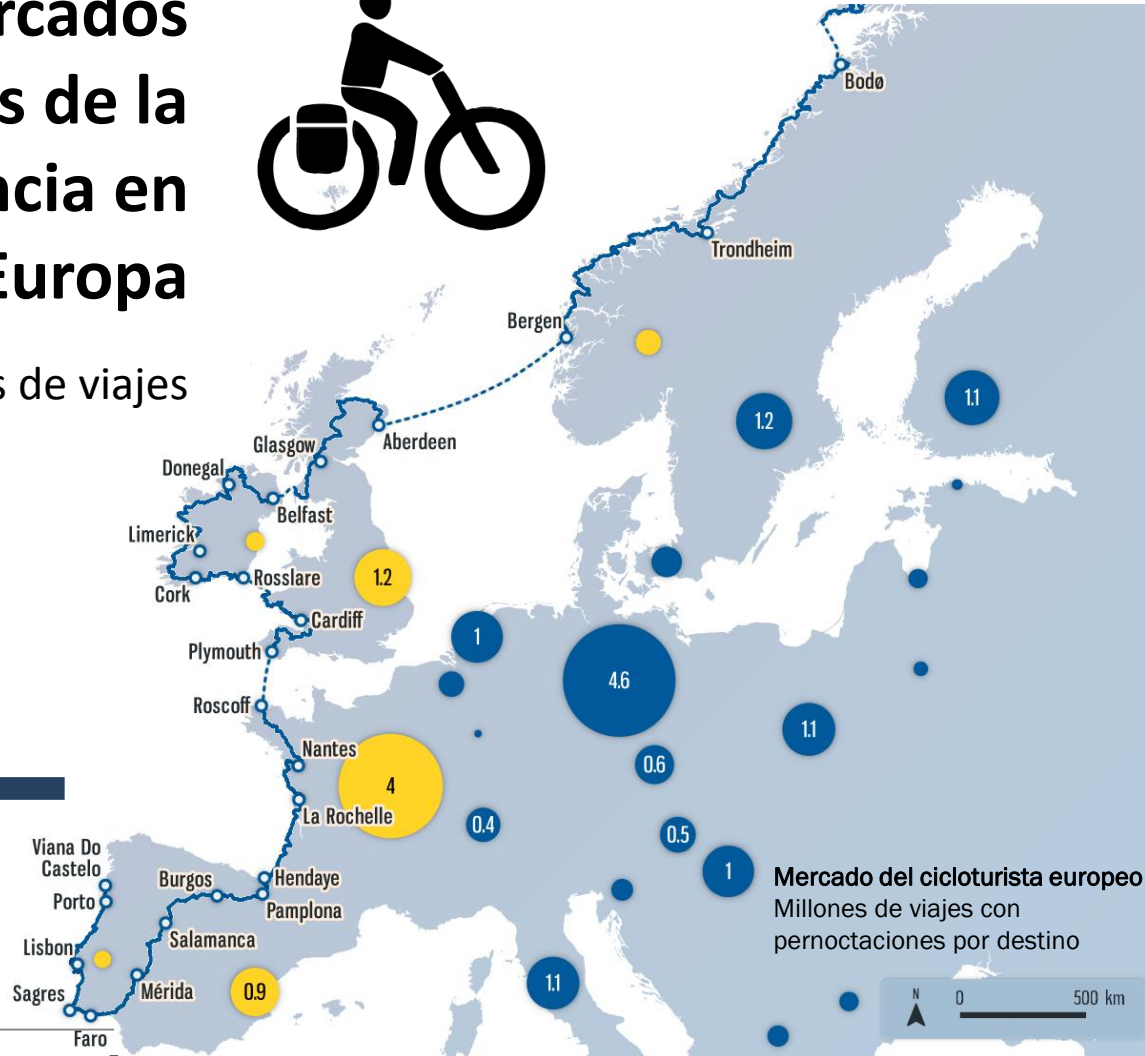 rcados
s de la
ncia en
Europa
s de viajes
Bodø
Trondheim
Bergen
1.1
1.2
Aberdeen
Glasgow
Donegal
Belfast
Limerick
1.2
Rosslare
Cork
Cardiff
1
Plymouth
4.6
Roscoff
1.1
Nantes
0.6
4
La Rochelle
0.4
0.5
Viana Do
Castelo
Burgos
Hendaye
1
Mercado del cicloturista europeo
Millones de viajes con
pernoctaciones por destino
Porto
Pamplona
Salamanca
Lisbon
Sagres
Mérida
0.9
1.1
N
0
500 km
Faro